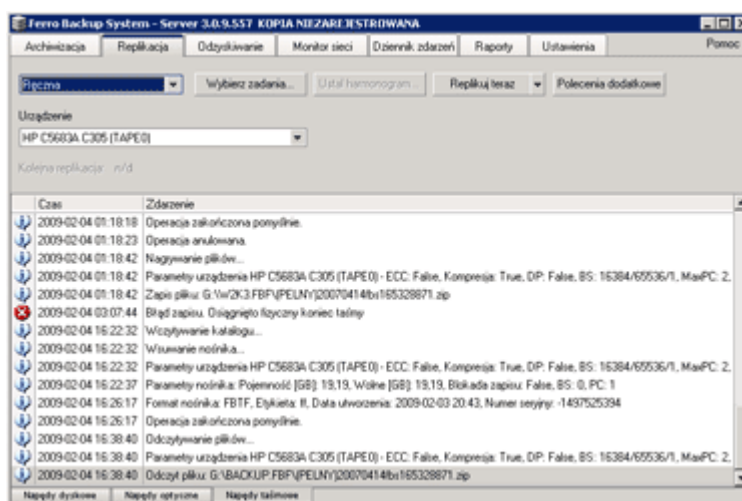 Ferro Backup System - Server 3.0.9.557 KOPIA NIEZAREJESTROWANA
Archiwizacja Replikacja Odzyskiwanie Monitor sieci Dziennik zdarzeń Raporty Ustawienia Pomoc
Ręczna Wybierz zadania... Ustal harmonogram... Replikuj teraz Polecenia dodatkowe
Urządzenie
HP C5683A C305 (TAPE0)
Kolejna replikacja: n/d
Czas Zdarzenie
2009-02-04 01:18:18 Operacja zakończona pomyślnie.
2009-02-04 01:18:23 Operacja anulowana.
2009-02-04 01:18:42 Nagrywanie plików...
2009-02-04 01:18:42 Parametry urządzenia HP C5683A C305 (TAPE0) - ECC: False, Kompresja: True, DP: False, BS: 16384/65536/1, MaxPC: 2,
2009-02-04 01:18:42 Zapis pliku: G:\W2K3.FBF\(PELNY)20070414fbs165328871.zip
2009-02-04 03:07:44 Błąd zapisu. Osiągnięto fizyczny koniec taśmy
2009-02-04 16:22:32 Wczytywanie katalogu...
2009-02-04 16:22:32 Wsuwanie nośnika...
2009-02-04 16:22:32 Parametry urządzenia HP C5683A C305 (TAPE0) - ECC: False, Kompresja: True, DP: False, BS: 16384/65536/1, MaxPC: 2,
2009-02-04 16:22:37 Parametry nośnika: Pojemność [GB]: 19,19, Wolne [GB]: 19,19, Blokada zapisu: False, BS: 0, PC: 1
2009-02-04 16:26:17 Format nośnika: FBTF, Etykieta: ff, Data utworzenia: 2009-02-03 20:43, Numer seryjny: -1497525394
2009-02-04 16:26:17 Operacja zakończona pomyślnie.
2009-02-04 16:38:40 Odczytywanie plików...
2009-02-04 16:38:40 Parametry urządzenia HP C5683A C305 (TAPE0) - ECC: False, Kompresja: True, DP: False, BS: 16384/65536/1, MaxPC: 2,
2009-02-04 16:38:40 Odczyt pliku: G:\BACKUP.FBF\(PELNY)20070414fbs165328871.zip
Napędy dyskowe Napędy optyczne Napędy taśmowe